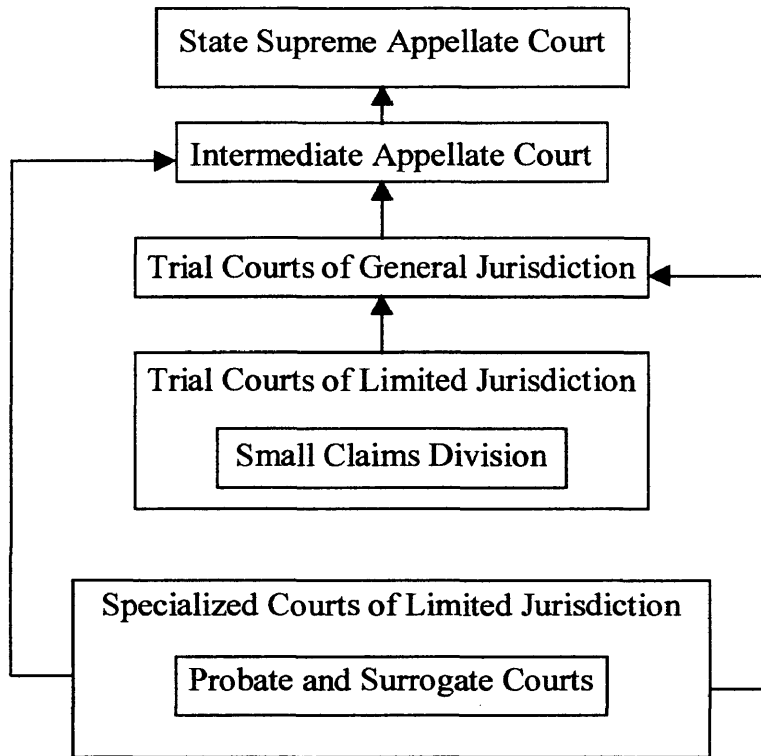 State Supreme Appellate Court
Intermediate Appellate Court
Trial Courts of General Jurisdiction
Trial Courts of Limited Jurisdiction
Small Claims Division
Specialized Courts of Limited Jurisdiction
Probate and Surrogate Courts